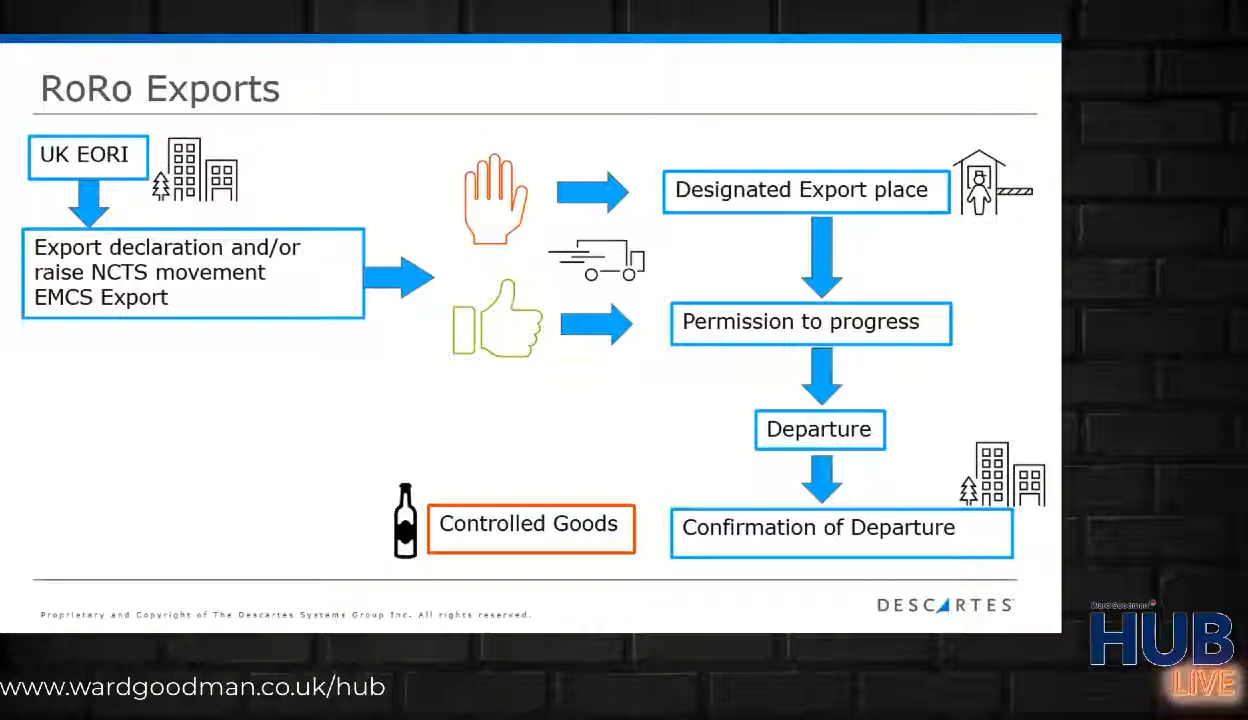 RoRo Exports
UK EORI
Export declaration and/or
raise NCTS movement
EMCS Export
Designated Export place
Permission to progress
Departure
Controlled Goods
Confirmation of Departure
Proprietary and Copyright of The Descartes Systems Group Inc. All rights reserved.
DESCARTES
Ward Goodman
HUB
LIVE
www.wardgoodman.co.uk/hub